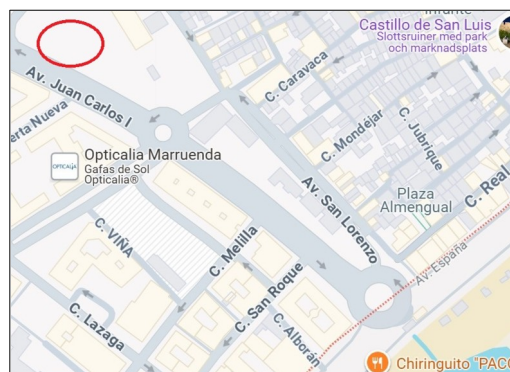 Infante
Castillo de San Luis
Slottsruiner med park
och marknadsplats
Av. Juan Carlos I
C. Caravaca
C. Mondéjar
C. Jubrique
erta Nueva
OPTICALIA
Opticalia Marruenda
Gafas de Sol
Opticalia®
Av. San Lorenzo
Plaza
Almengual
C. Real
C. VIÑA
C. Melilla
Av. España
C. San Roque
C. Lazaga
C. Alborán
Chiringuito "PACO